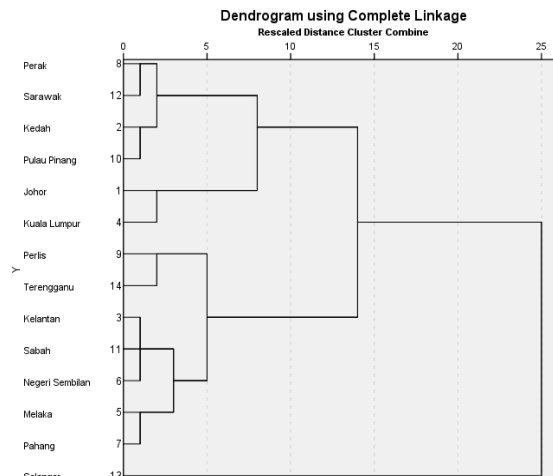 Dendrogram using Complete Linkage
Rescaled Distance Cluster Combine
0 5 10 15 20 25
Perak 8
Sarawak 12
Kedah 2
Pulau Pinang 10
Johor 1
Kuala Lumpur 4
Perlis 9
Y
Terengganu 14
Kelantan 3
Sabah 11
Negeri Sembilan 6
Melaka 5
Pahang 7
Selangor 13